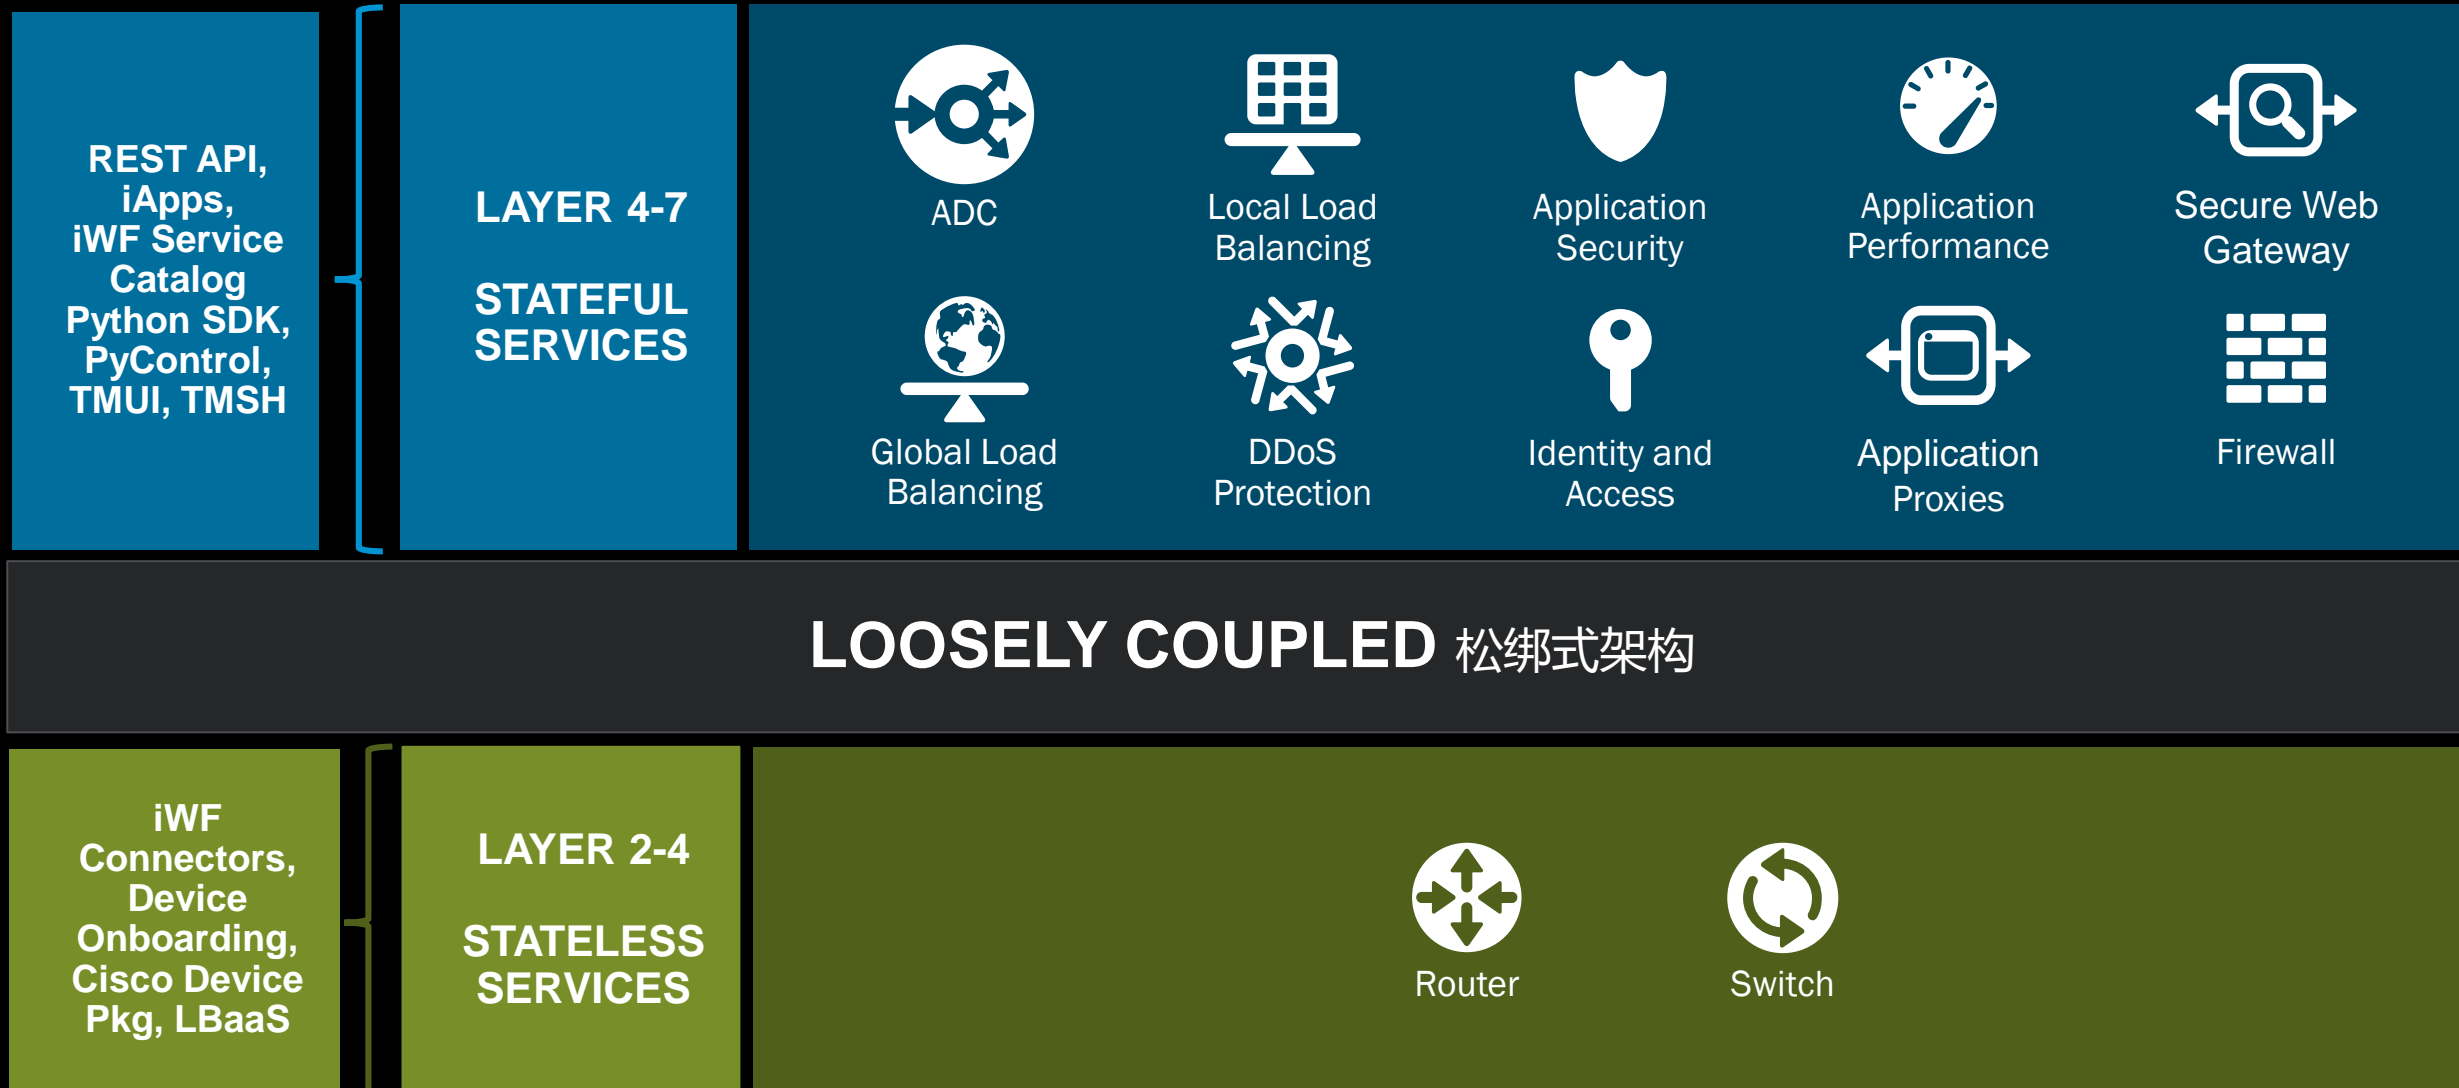 REST API,
iApps,
iWF Service
Catalog
Python SDK,
PyControl,
TMUI, TMSH
LAYER 4-7
STATEFUL
SERVICES
ADC
Local Load
Balancing
Application
Security
Application
Performance
Secure Web
Gateway
Global Load
Balancing
DDoS
Protection
Identity and
Access
Application
Proxies
Firewall
LOOSELY COUPLED 松绑式架构
iWF
Connectors,
Device
Onboarding,
Cisco Device
Pkg, LBaaS
LAYER 2-4
STATELESS
SERVICES
Router
Switch